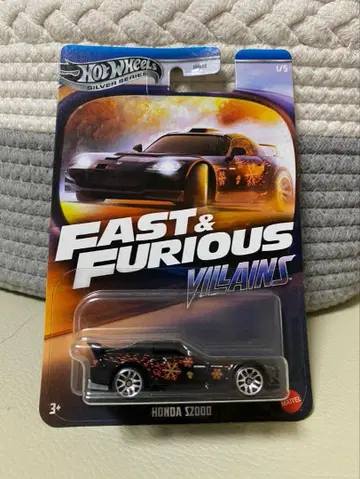 Hot Wheels
SILVER SERIES
1/5
FAST &
FURIOUS
VILLAINS
3+
HONDA S2000
MATTEL